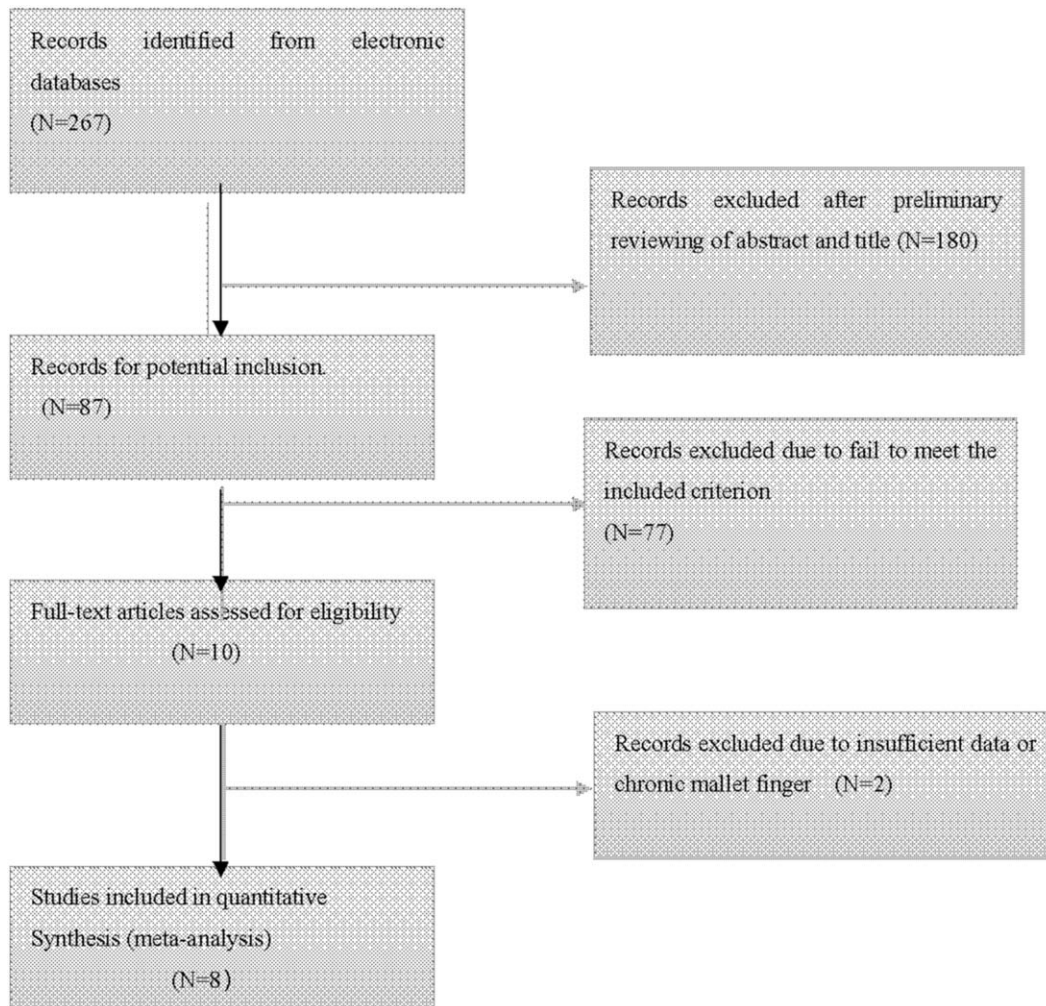 Records identified from electronic
databases
(N=267)
Records excluded after preliminary
reviewing of abstract and title (N=180)
Records for potential inclusion.
(N=87)
Records excluded due to fail to meet the
included criterion
(N=77)
Full-text articles assessed for eligibility
(N=10)
Records excluded due to insufficient data or
chronic mallet finger (N=2)
Studies included in quantitative
Synthesis (meta-analysis)
(N=8)